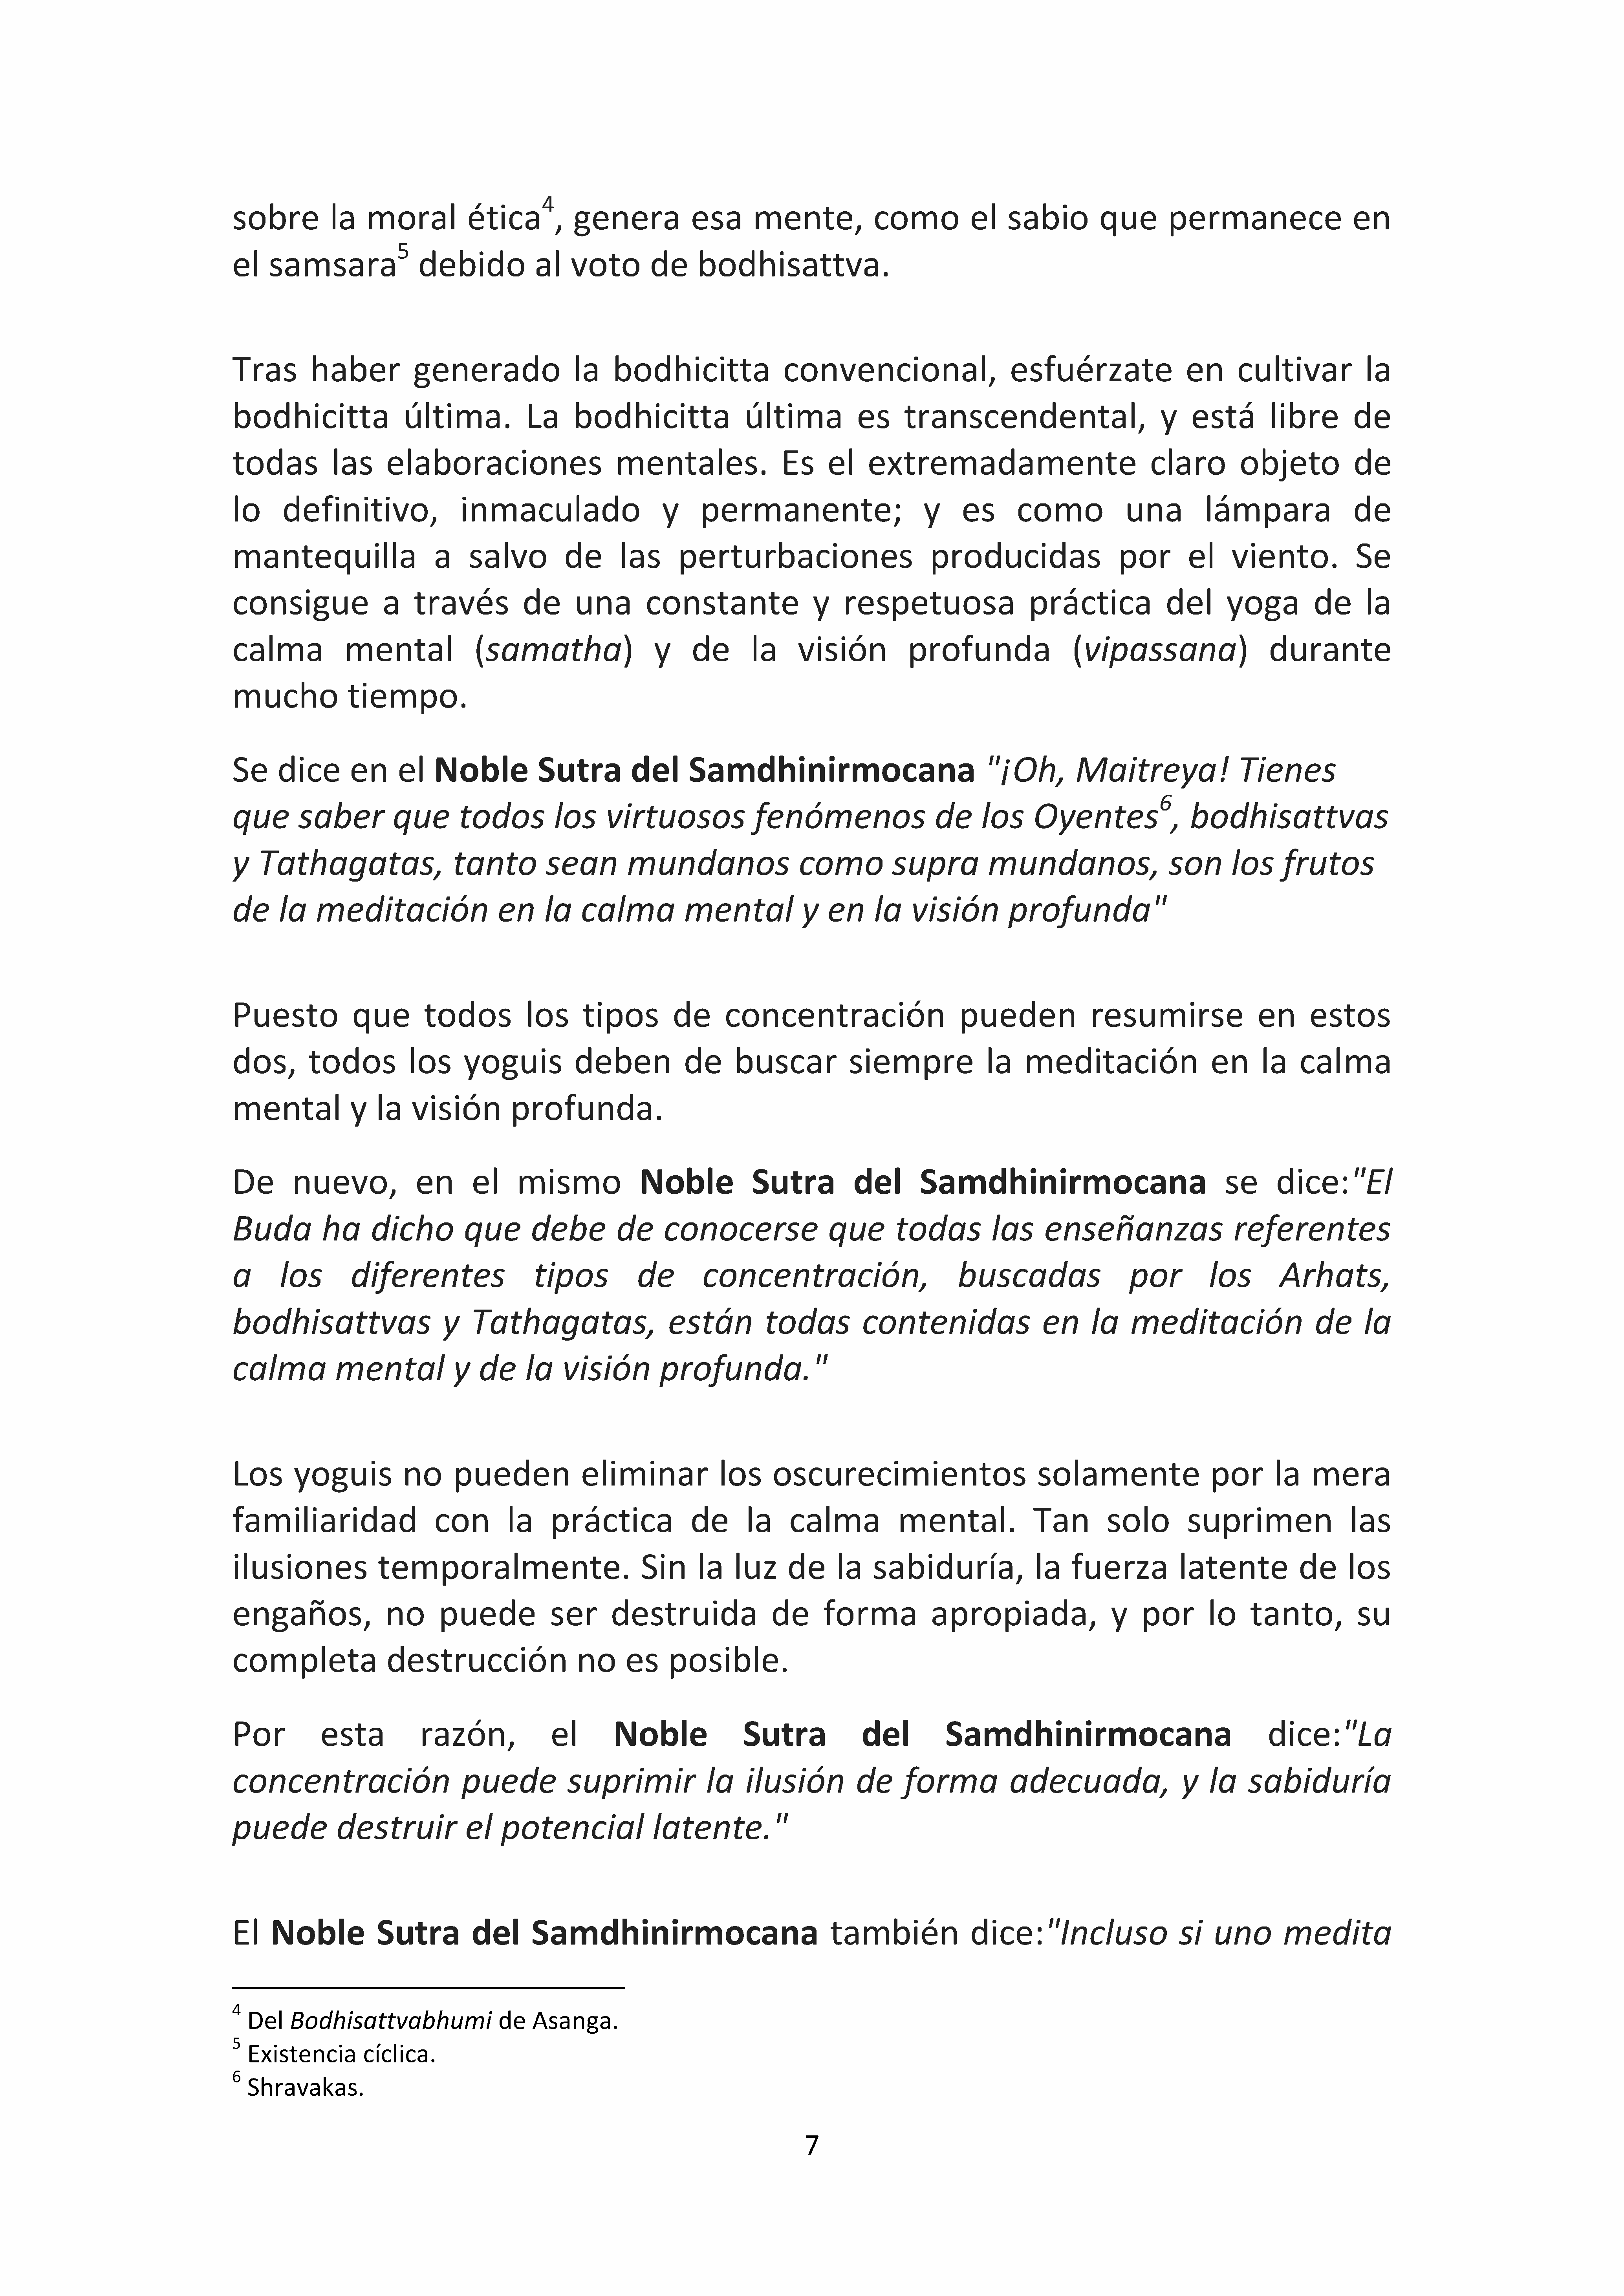 sobre la moral ética4, genera esa mente, como el sabio que permanece en
el samsara5 debido al voto de bodhisattva.
Tras haber generado la bodhicitta convencional, esfuérzate en cultivar la
bodhicitta última. La bodhicitta última es transcendental, y está libre de
todas las elaboraciones mentales. Es el extremadamente claro objeto de
lo definitivo, inmaculado y permanente; y es como una lámpara de
mantequilla a salvo de las perturbaciones producidas por el viento. Se
consigue a través de una constante y respetuosa práctica del yoga de la
calma mental (samatha) y de la visión profunda (vipassana) durante
mucho tiempo.
Se dice en el Noble Sutra del Samdhinirmocana "¡Oh, Maitreya! Tienes
que saber que todos los virtuosos fenómenos de los Oyentes6, bodhisattvas
y Tathagatas, tanto sean mundanos como supra mundanos, son los frutos
de la meditación en la calma mental y en la visión profunda"
Puesto que todos los tipos de concentración pueden resumirse en estos
dos, todos los yoguis deben de buscar siempre la meditación en la calma
mental y la visión profunda.
De nuevo, en el mismo Noble Sutra del Samdhinirmocana se dice:"El
Buda ha dicho que debe de conocerse que todas las enseñanzas referentes
a los diferentes tipos de concentración, buscadas por los Arhats,
bodhisattvas y Tathagatas, están todas contenidas en la meditación de la
calma mental y de la visión profunda."
Los yoguis no pueden eliminar los oscurecimientos solamente por la mera
familiaridad con la práctica de la calma mental. Tan solo suprimen las
ilusiones temporalmente. Sin la luz de la sabiduría, la fuerza latente de los
engaños, no puede ser destruida de forma apropiada, y por lo tanto, su
completa destrucción no es posible.
Por esta razón, el Noble Sutra del Samdhinirmocana dice:"La
concentración puede suprimir la ilusión de forma adecuada, y la sabiduría
puede destruir el potencial latente."
El Noble Sutra del Samdhinirmocana también dice:"Incluso si uno medita
4 Del Bodhisattvabhumi de Asanga.
5 Existencia cíclica.
6 Shravakas.
7